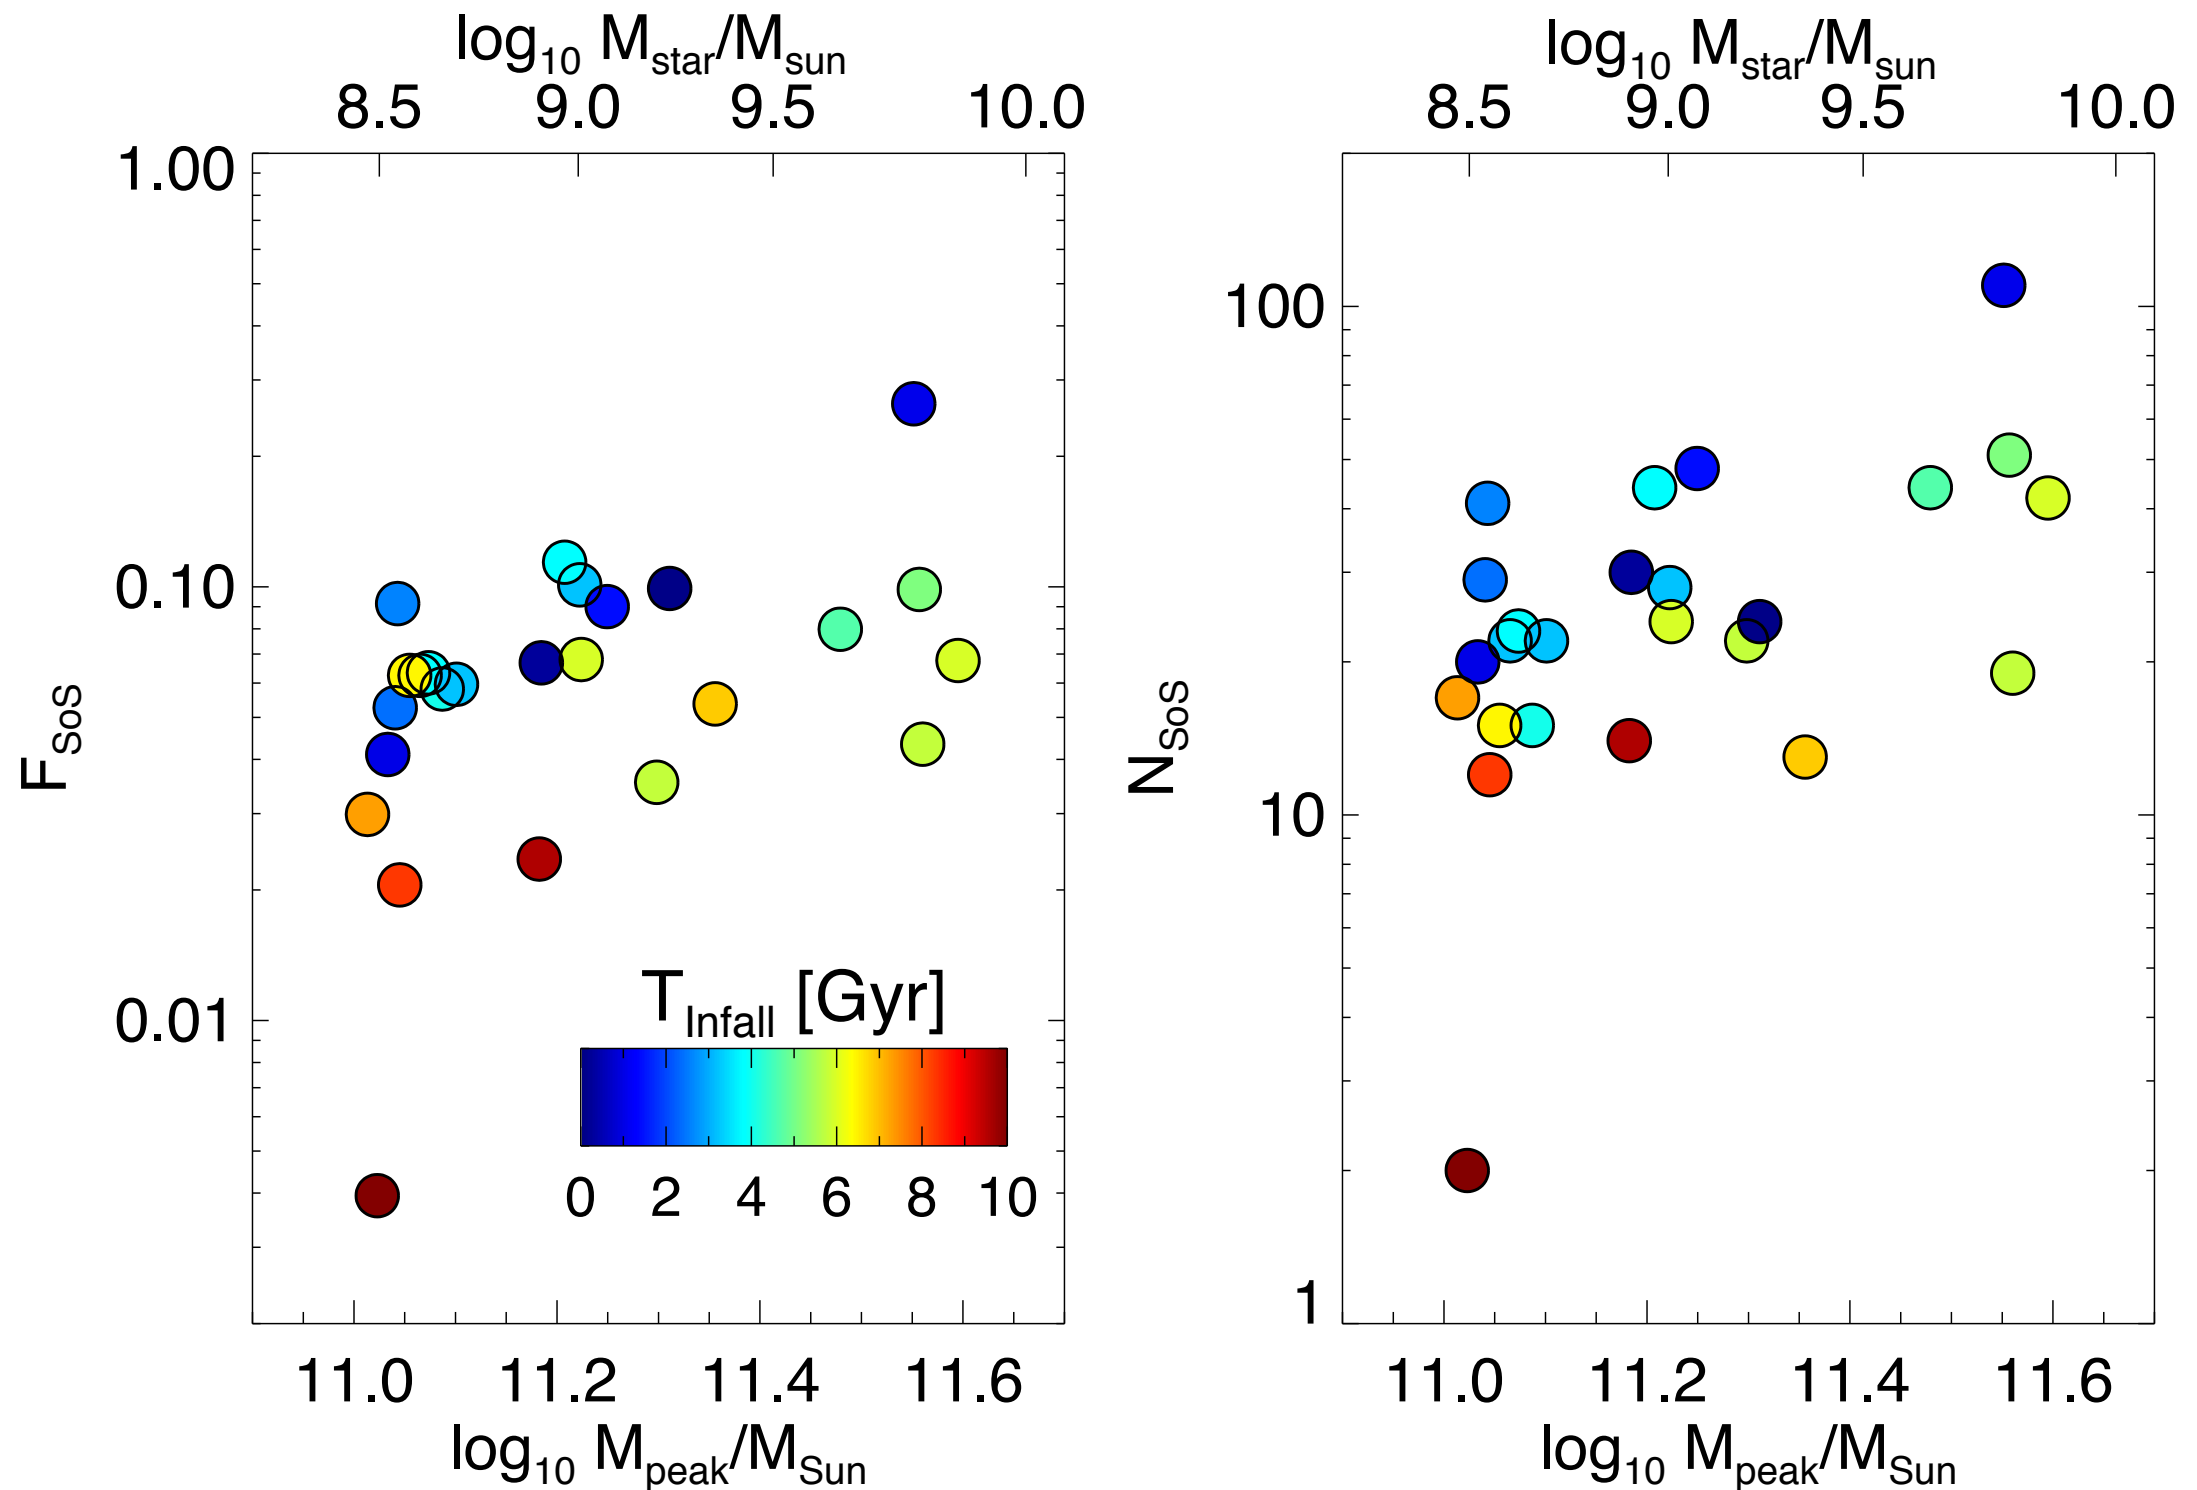 log10 Mstar/Msun
8.5 9.0 9.5 10.0
1.00
0.10
0.01
FSoS
TInfall [Gyr]
0 2 4 6 8 10
11.0 11.2 11.4 11.6
log10 Mpeak/MSun
log10 Mstar/Msun
8.5 9.0 9.5 10.0
100
10
1
NSoS
11.0 11.2 11.4 11.6
log10 Mpeak/MSun